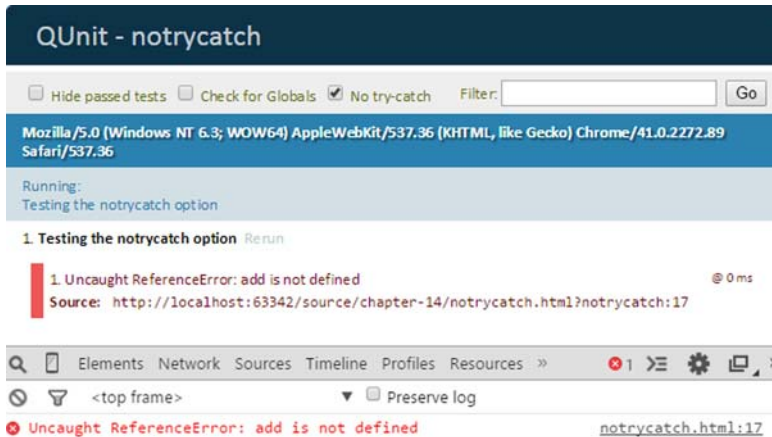 QUnit - notrycatch
Hide passed tests Check for Globals No try-catch Filter: Go
Mozilla/5.0 (Windows NT 6.3; WOW64) AppleWebKit/537.36 (KHTML, like Gecko) Chrome/41.0.2272.89
Safari/537.36
Running:
Testing the notrycatch option
1. Testing the notrycatch option Rerun
1. Uncaught ReferenceError: add is not defined @ 0 ms
Source: http://localhost:63342/source/chapter-14/notrycatch.html?notrycatch:17
Elements Network Sources Timeline Profiles Resources » 1
<top frame> Preserve log
Uncaught ReferenceError: add is not defined notrycatch.html:17